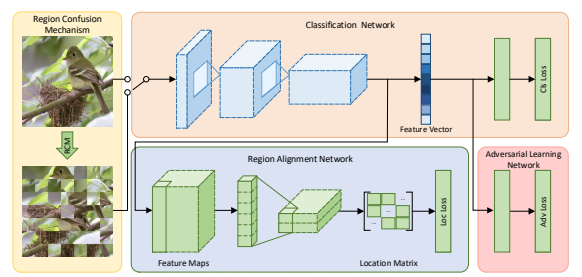 Region Confusion
Mechanism
RCM
Classification Network
Feature Vector
Cls Loss
Region Alignment Network
Feature Maps
...
...
...
Location Matrix
Loc Loss
Adversarial Learning
Network
Adv Loss